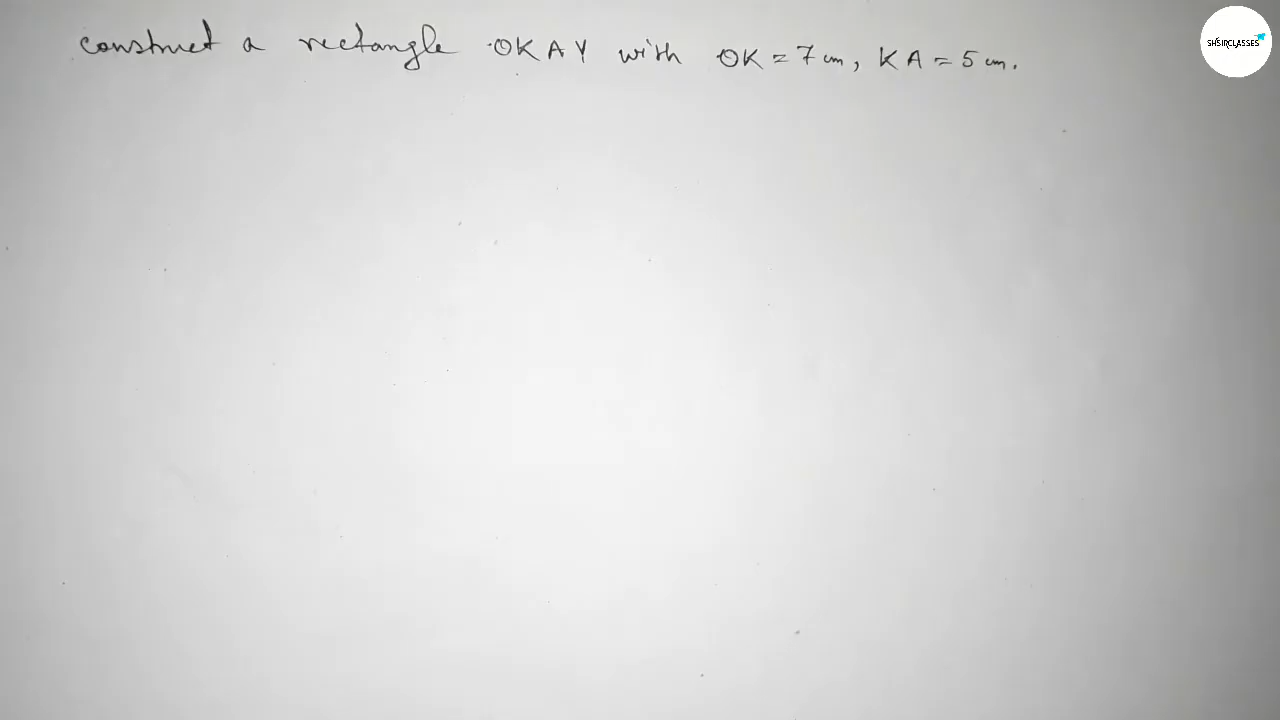 construct a rectangle OKAY with OK = 7 cm, KA = 5 cm.
SHSIRCLASSES